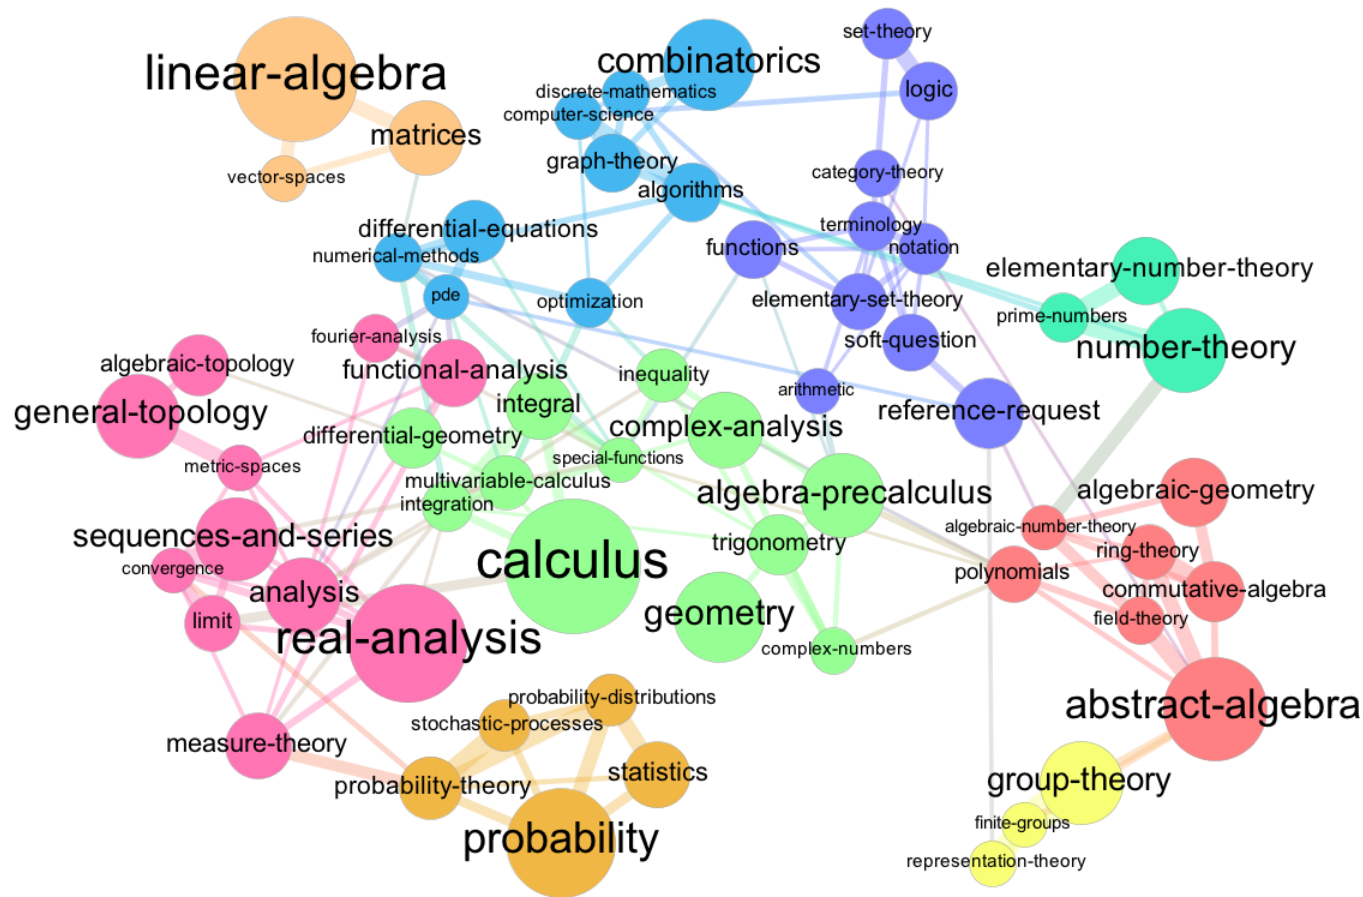 set-theory
combinatorics
linear-algebra
discrete-mathematics
logic
computer-science
matrices
graph-theory
category-theory
vector-spaces
algorithms
terminology
differential-equations
functions
notation
numerical-methods
elementary-number-theory
pde
optimization
elementary-set-theory
prime-numbers
fourier-analysis
soft-question
number-theory
algebraic-topology
functional-analysis
inequality
arithmetic
integral
general-topology
reference-request
complex-analysis
differential-geometry
special-functions
metric-spaces
multivariable-calculus
algebra-precalculus
algebraic-geometry
integration
algebraic-number-theory
sequences-and-series
trigonometry
ring-theory
calculus
convergence
polynomials
analysis
commutative-algebra
geometry
field-theory
limit
real-analysis
complex-numbers
probability-distributions
abstract-algebra
stochastic-processes
measure-theory
statistics
group-theory
probability-theory
finite-groups
probability
representation-theory